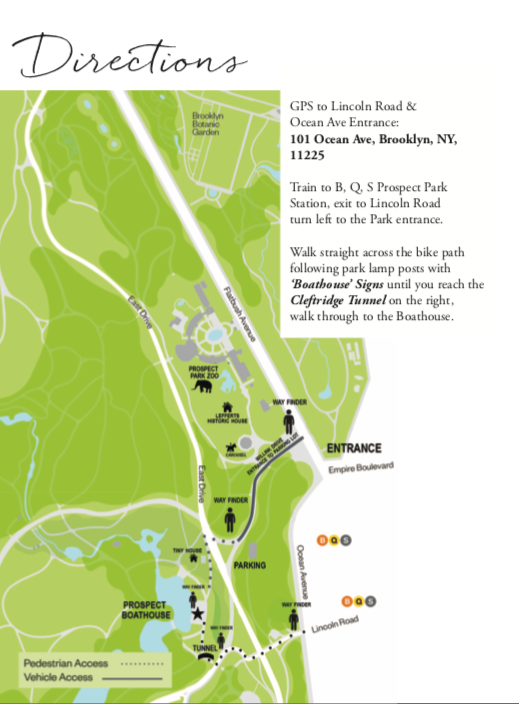 Directions
GPS to Lincoln Road &
Ocean Ave Entrance:
101 Ocean Ave, Brooklyn, NY,
11225
Train to B, Q, S Prospect Park
Station, exit to Lincoln Road
turn left to the Park entrance.
Walk straight across the bike path
following park lamp posts with
'Boathouse' Signs until you reach the
Cleftridge Tunnel on the right,
walk through to the Boathouse.
Brooklyn
Botanic
Garden
Flatbush Avenue
East Drive
PROSPECT
PARK ZOO
LEFFERTS
HISTORIC HOUSE
WAY FINDER
CAROUSEL
WILLINK DRIVE
ENTRANCE TO PARKING LOT
ENTRANCE
Empire Boulevard
East Drive
WAY FINDER
B Q S
TINY HOUSE
PARKING
Ocean Avenue
WAY FINDER
B Q S
PROSPECT
BOATHOUSE
WAY FINDER
Lincoln Road
WAY FINDER
TUNNEL
Pedestrian Access
Vehicle Access